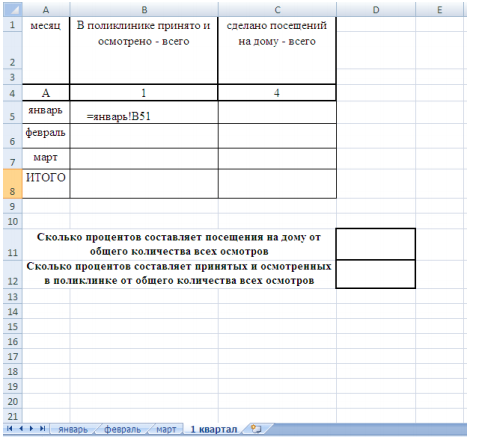 A B C D E
1 месяц В поликлинике принято и сделано посещений
осмотрено - всего на дому - всего
2
3
4 А 1 4
5 январь =январь!B51
6 февраль
7 март
8 ИТОГО
9
10
Сколько процентов составляет посещения на дому от
11 общего количества всех осмотров
Сколько процентов составляет принятых и осмотренных
12 в поликлинке от общего количества всех осмотров
13
14
15
16
17
18
19
20
21
январь февраль март 1 квартал